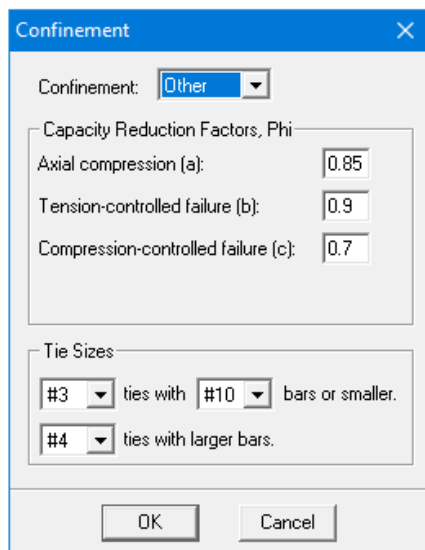 Confinement
Confinement: Other
Capacity Reduction Factors, Phi
Axial compression (a): 0.85
Tension-controlled failure (b): 0.9
Compression-controlled failure (c): 0.7
Tie Sizes
#3 ties with #10 bars or smaller.
#4 ties with larger bars.
OK Cancel